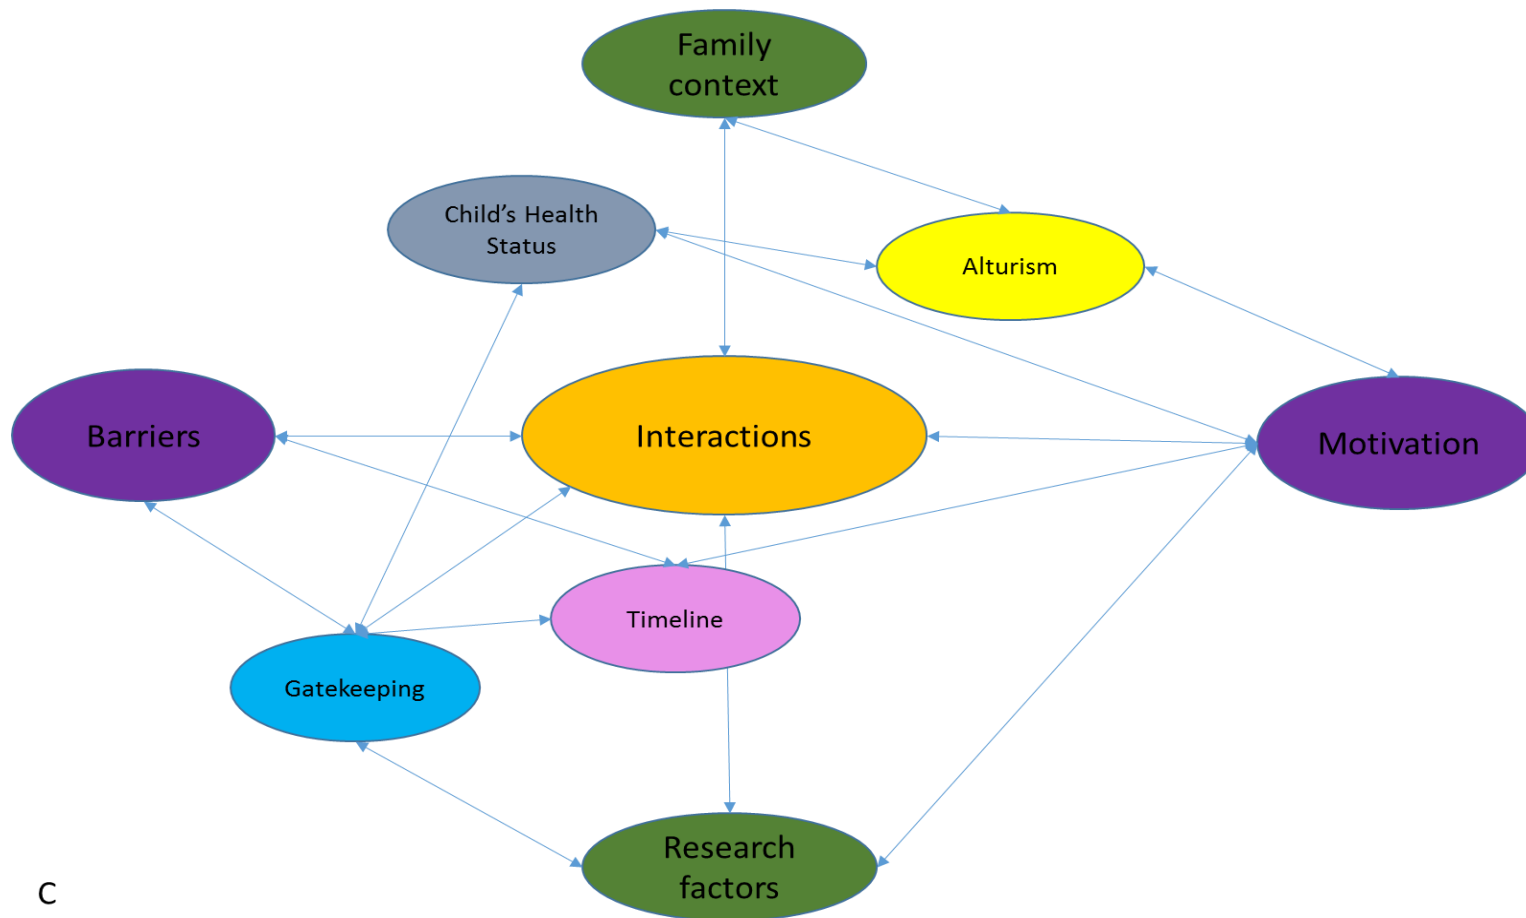 Family
context
Child's Health
Status
Alturism
Barriers
Interactions
Motivation
Timeline
Gatekeeping
Research
factors
C